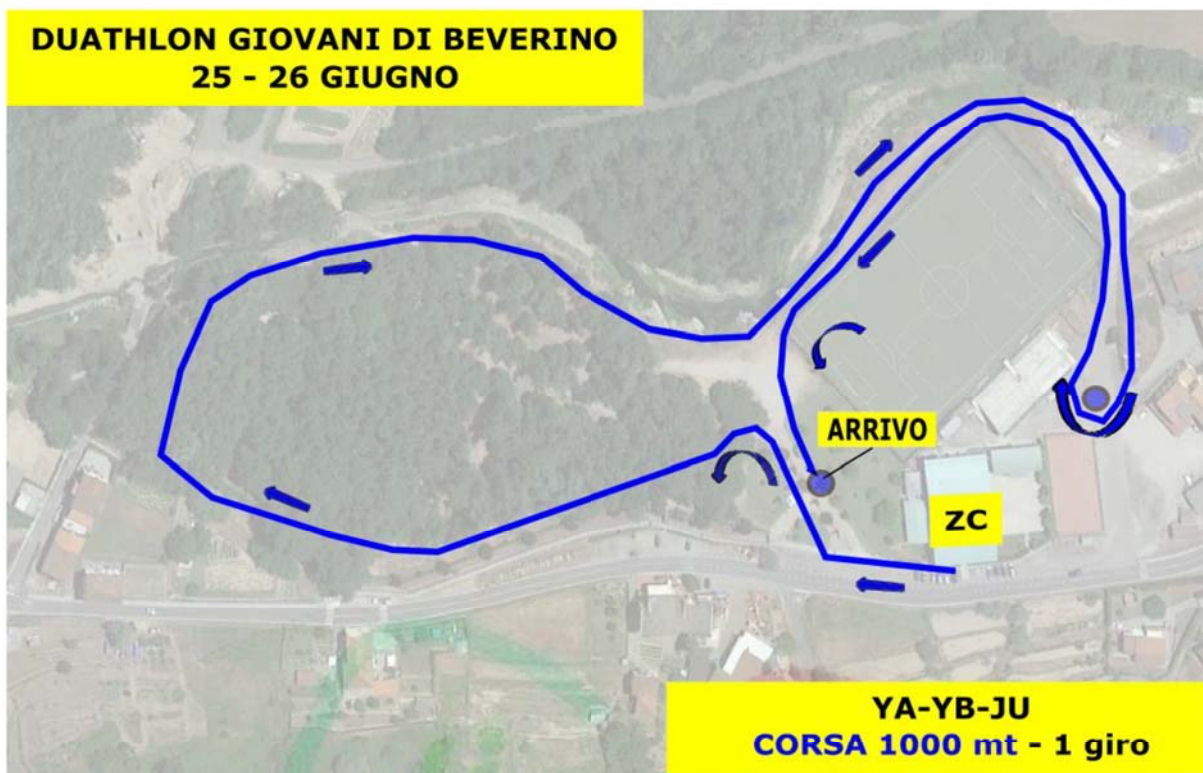 DUATHLON GIOVANI DI BEVERINO
25 - 26 GIUGNO
ARRIVO
ZC
YA-YB-JU
CORSA 1000 mt - 1 giro